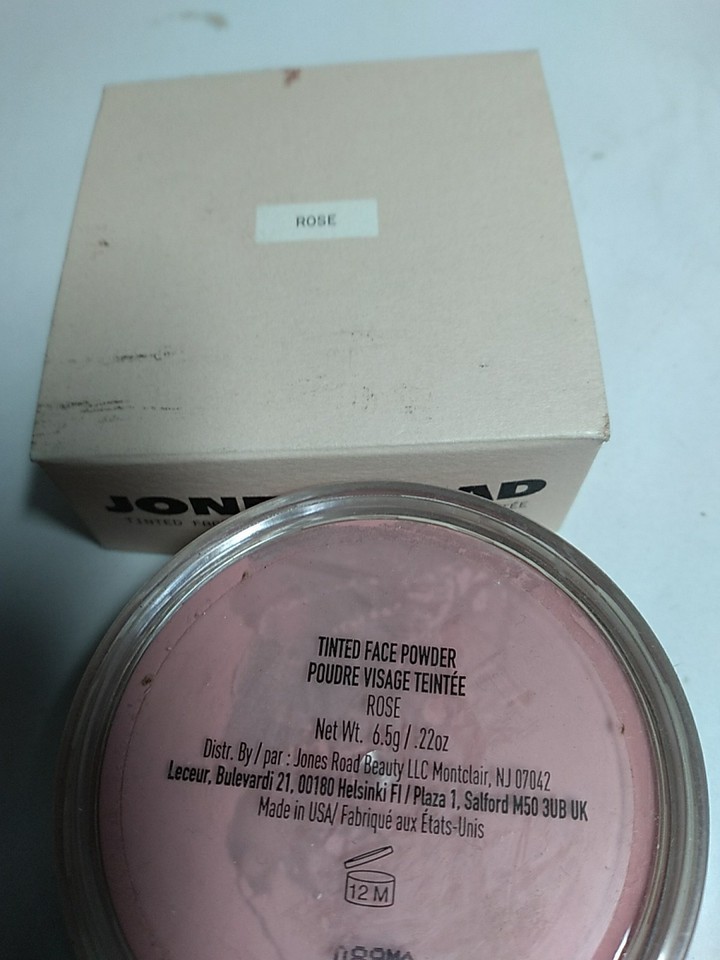 ROSE
TINTED
TINTED FACE POWDER
POUDRE VISAGE TEINTÉE
ROSE
Net Wt. 6.5g / .22oz
Distr. By / par : Jones Road Beauty LLC Montclair, NJ 07042
Leceur, Bulevardi 21, 00180 Helsinki FI / Plaza 1, Salford M50 3UB UK
Made in USA/ Fabriqué aux États-Unis
12 M